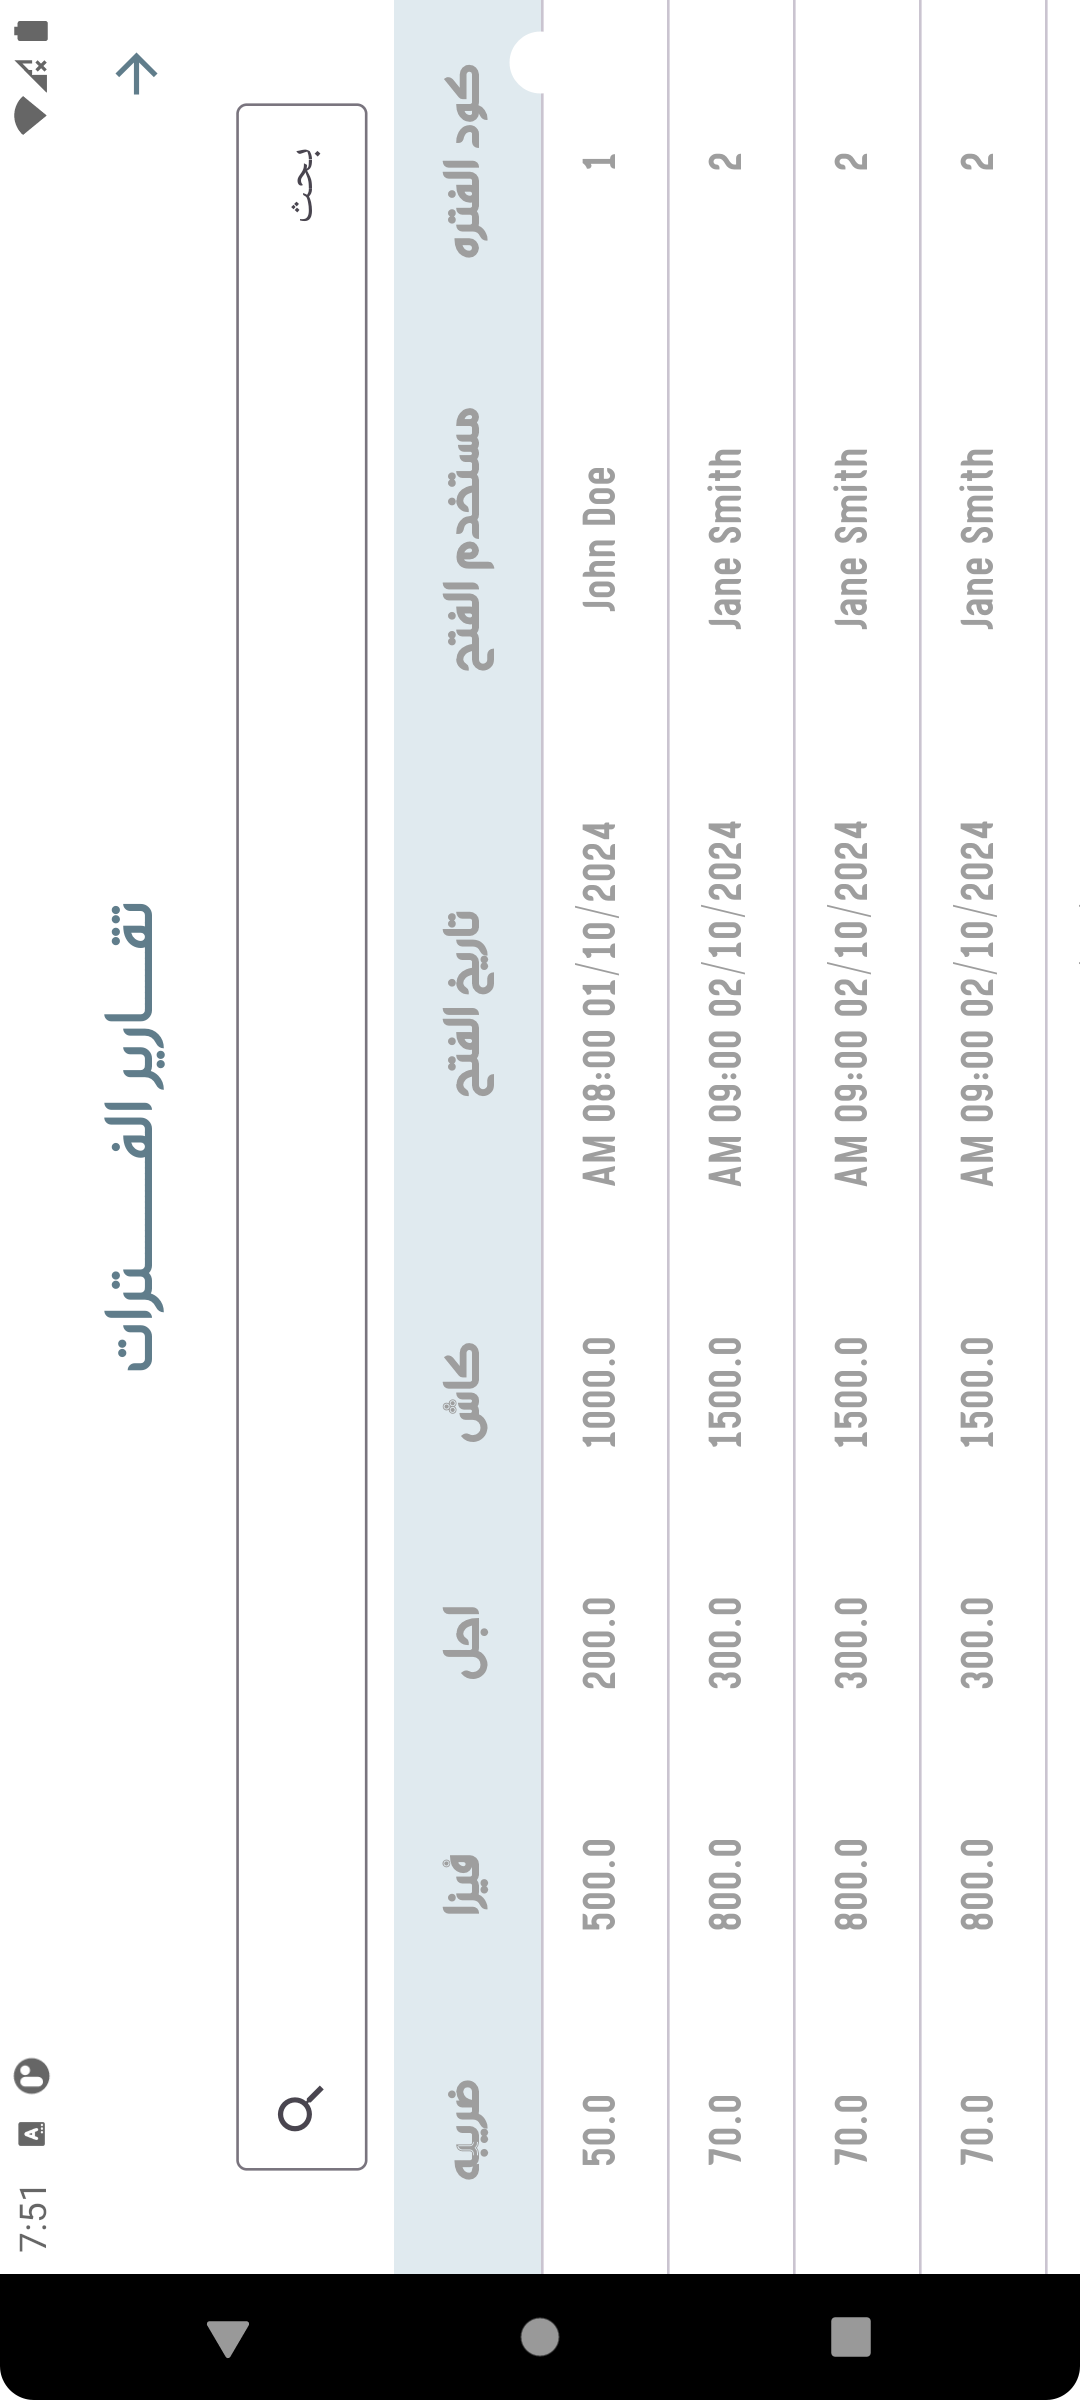 7:51
تقـــارير الفـــــترات
بحث
كود الفتره مستخدم الفتح تاريخ الفتح كاش اجل فيزا ضريبه
1 John Doe AM 08:00 01/10/2024 1000.0 200.0 500.0 50.0
2 Jane Smith AM 09:00 02/10/2024 1500.0 300.0 800.0 70.0
2 Jane Smith AM 09:00 02/10/2024 1500.0 300.0 800.0 70.0
2 Jane Smith AM 09:00 02/10/2024 1500.0 300.0 800.0 70.0